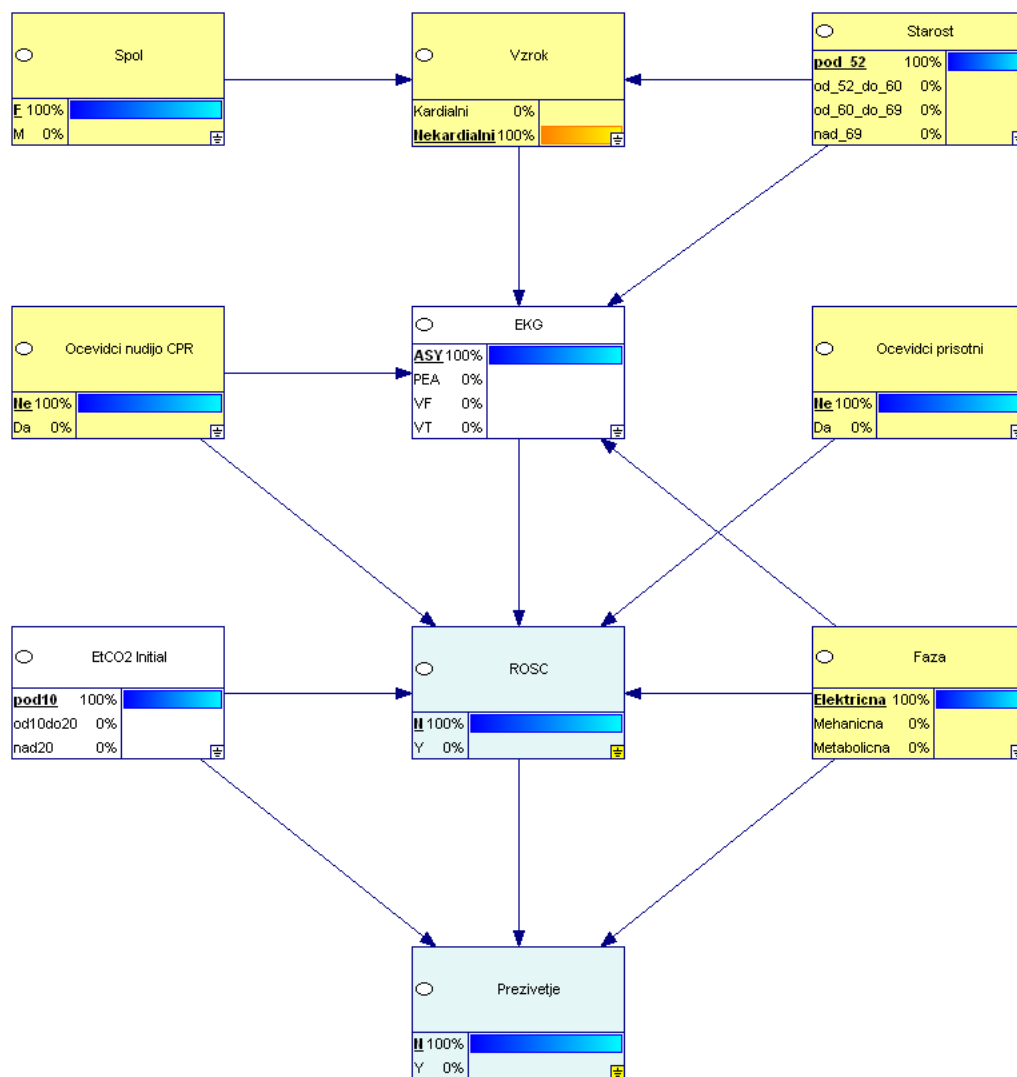 Spol
F 100%
M 0%
Vzrok
Kardialni 0%
Nekardialni 100%
Starost
pod_52 100%
od_52_do_60 0%
od_60_do_69 0%
nad_69 0%
Ocevidci nudijo CPR
Ne 100%
Da 0%
EKG
ASY 100%
PEA 0%
VF 0%
VT 0%
Ocevidci prisotni
Ne 100%
Da 0%
EtCO2 Initial
pod10 100%
od10do20 0%
nad20 0%
ROSC
N 100%
Y 0%
Faza
Elektricna 100%
Mehanicna 0%
Metabolicna 0%
Prezivetje
N 100%
Y 0%